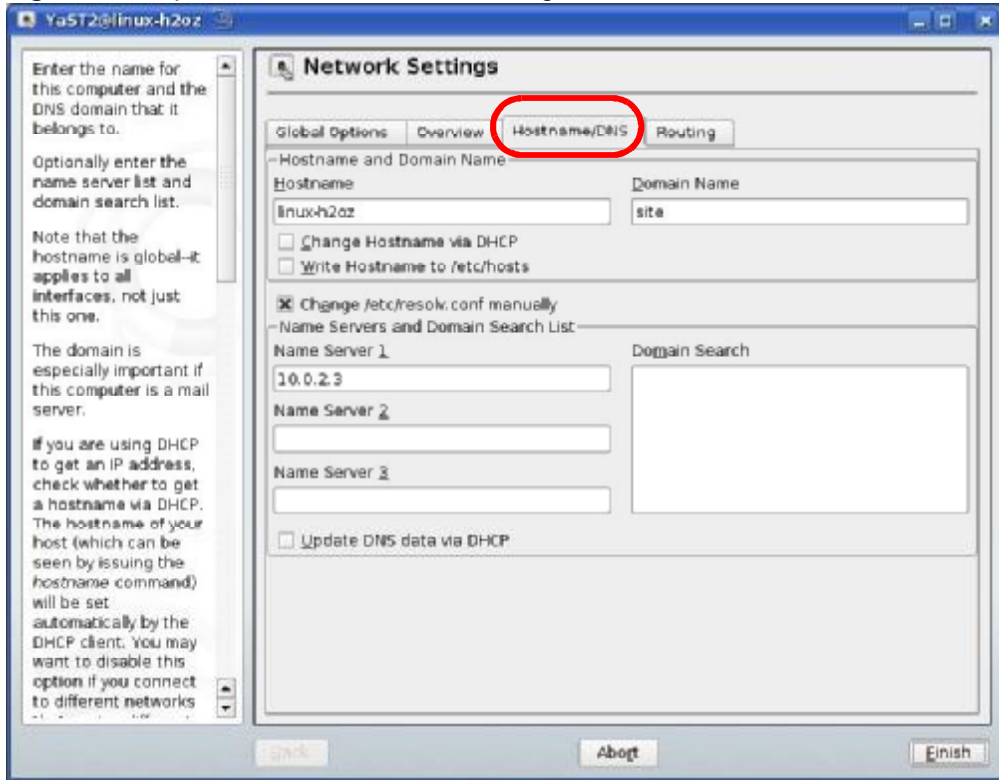 YaST2@linux-h2oz
Enter the name for
this computer and the
DNS domain that it
belongs to.
Optionally enter the
name server list and
domain search list.
Note that the
hostname is global--it
applies to all
interfaces, not just
this one.
The domain is
especially important if
this computer is a mail
server.
If you are using DHCP
to get an IP address,
check whether to get
a hostname via DHCP.
The hostname of your
host (which can be
seen by issuing the
hostname command)
will be set
automatically by the
DHCP client. You may
want to disable this
option if you connect
to different networks
Network Settings
Global Options Overview Hostname/DNS Routing
Hostname and Domain Name
Hostname Domain Name
linux-h2oz site
Change Hostname via DHCP
Write Hostname to /etc/hosts
Change /etc/resolv.conf manually
Name Servers and Domain Search List
Name Server 1 Domain Search
10.0.2.3
Name Server 2
Name Server 3
Update DNS data via DHCP
Back Abort Finish